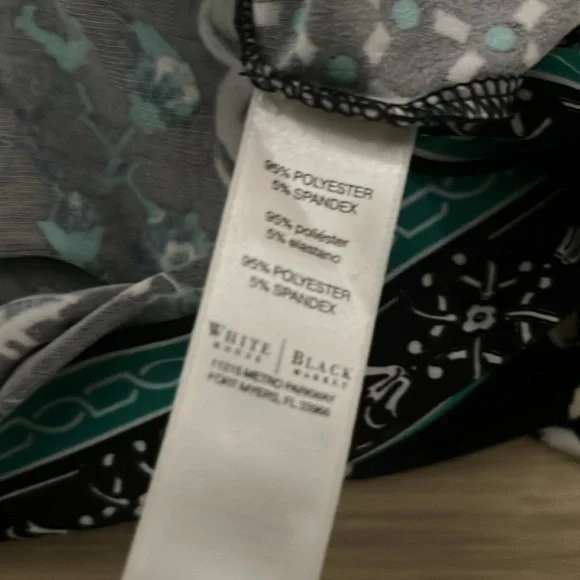 95% POLYESTER
5% SPANDEX
95% poliéster
5% elastano
95% POLYESTER
5% SPANDEX
WHITE | BLACK
HOUSE | MARKET
11215 METRO PARKWAY
FORT MYERS, FL 33966